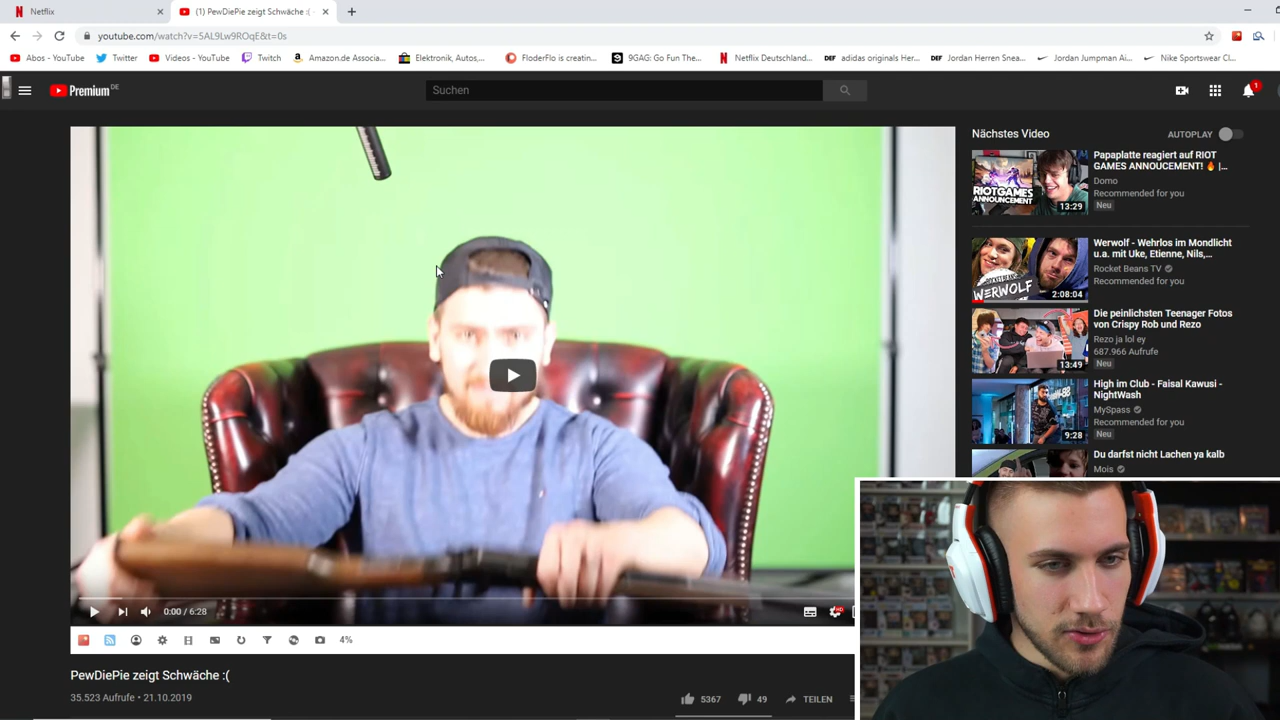 Netflix
(1) PewDiePie zeigt Schwäche :( -
youtube.com/watch?v=5AL9Lw9ROqE&t=0s
Abos - YouTube
Twitter
Videos - YouTube
Twitch
Amazon.de Associa...
Elektronik, Autos,...
FloderFlo is creatin...
9GAG: Go Fun The...
Netflix Deutschland...
adidas originals Her...
Jordan Herren Snea...
Jordan Jumpman Ai...
Nike Sportswear Cl...
Premium DE
Suchen
1
Nächstes Video
AUTOPLAY
RIOTGAMES
ANNOUNCEMENT
13:29
Papaplatte reagiert auf RIOT
GAMES ANNOUCEMENT! 🔥 |...
Domo
Recommended for you
Neu
WERWOLF
2:08:04
Werwolf - Wehrlos im Mondlicht
u.a. mit Uke, Etienne, Nils,...
Rocket Beans TV
Recommended for you
13:49
Die peinlichsten Teenager Fotos
von Crispy Rob und Rezo
Rezo ja lol ey
687.966 Aufrufe
Neu
9:28
High im Club - Faisal Kawusi -
NightWash
MySpass
Recommended for you
Neu
Du darfst nicht Lachen ya kalb
Mois
0:00 / 6:28
HD
4%
PewDiePie zeigt Schwäche :(
35.523 Aufrufe • 21.10.2019
5367
49
TEILEN